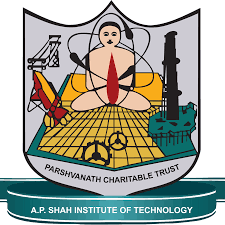 PARSHVANATH CHARITABLE TRUST
A.P. SHAH INSTITUTE OF TECHNOLOGY